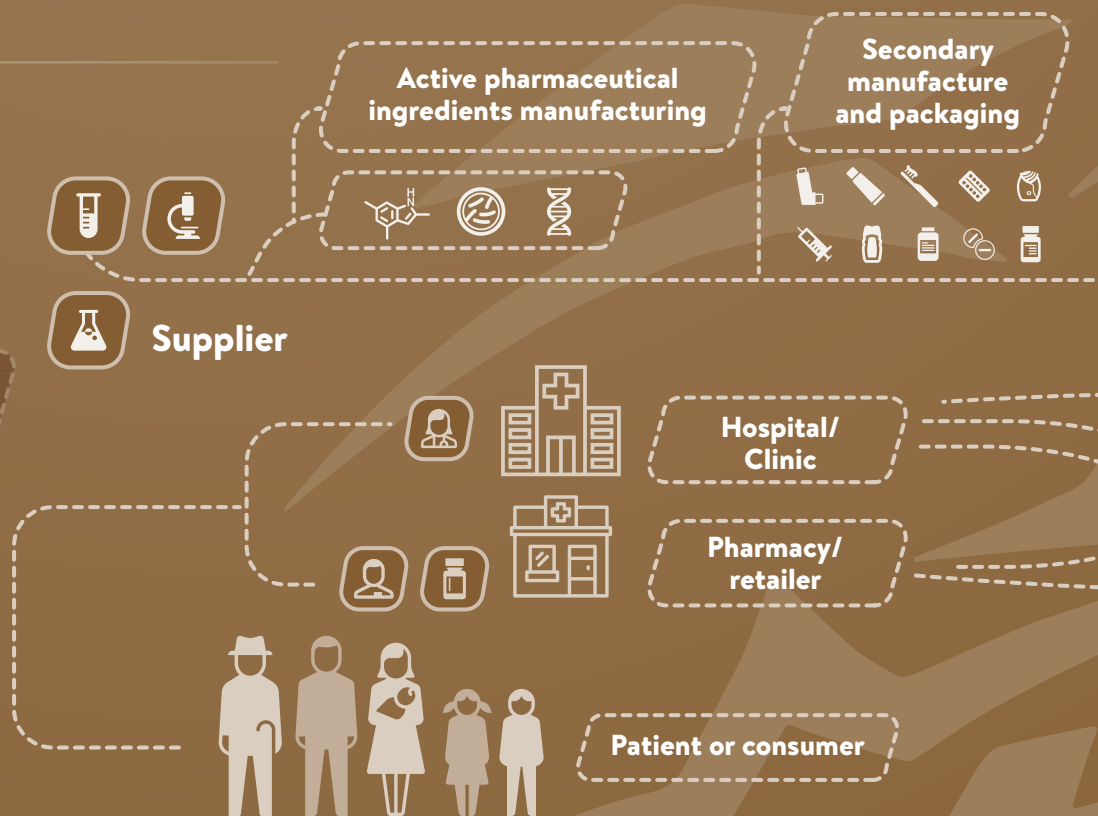 Active pharmaceutical
ingredients manufacturing
Secondary
manufacture
and packaging
H
N
Supplier
Hospital/
Clinic
Pharmacy/
retailer
Patient or consumer